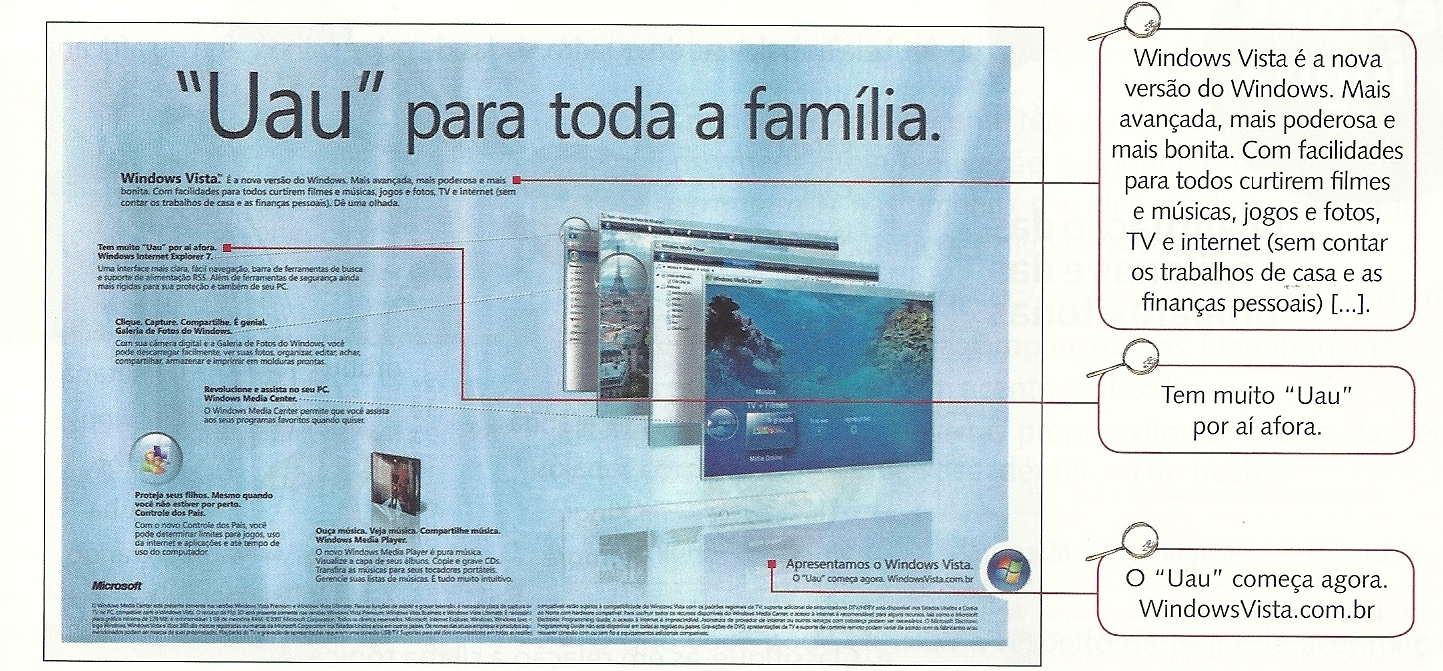 “Uau” para toda a família.
Windows Vista.™ É a nova versão do Windows. Mais avançada, mais poderosa e mais
bonita. Com facilidades para todos curtirem filmes e músicas, jogos e fotos, TV e internet (sem
contar os trabalhos de casa e as finanças pessoais). Dê uma olhada.
Tem muito “Uau” por aí afora.
Windows Internet Explorer 7.
Uma interface mais clara, fácil navegação, barra de ferramentas de busca
e suporte de alimentação RSS. Além de ferramentas de segurança ainda
mais rígidas para sua proteção e também de seu PC.
Clique. Capture. Compartilhe. É genial.
Galeria de Fotos do Windows.
Com sua câmera digital e a Galeria de Fotos do Windows, você
pode descarregar facilmente, ver suas fotos, organizar, editar, achar,
compartilhar, armazenar e imprimir em molduras prontas.
Revolucione e assista no seu PC.
Windows Media Center.
O Windows Media Center permite que você assista
aos seus programas favoritos quando quiser.
Proteja seus filhos. Mesmo quando
você não estiver por perto.
Controle dos Pais.
Com o novo Controle dos Pais, você
pode determinar limites para jogos, uso
da internet e aplicações e até tempo de
uso do computador.
Ouça música. Veja música. Compartilhe música.
Windows Media Player.
O novo Windows Media Player é pura música.
Visualize a capa de seus álbuns. Copie e grave CDs.
Transfira as músicas para seus tocadores portáteis.
Gerencie suas listas de músicas. E tudo muito intuitivo.
Windows Media Player
Windows Media Center
Música
TV + Filmes
Mídia Online
Apresentamos o Windows Vista.
O “Uau” começa agora. WindowsVista.com.br
Microsoft
Windows Vista é a nova
versão do Windows. Mais
avançada, mais poderosa e
mais bonita. Com facilidades
para todos curtirem filmes
e músicas, jogos e fotos,
TV e internet (sem contar
os trabalhos de casa e as
finanças pessoais) [...].
Tem muito “Uau”
por aí afora.
O “Uau” começa agora.
WindowsVista.com.br